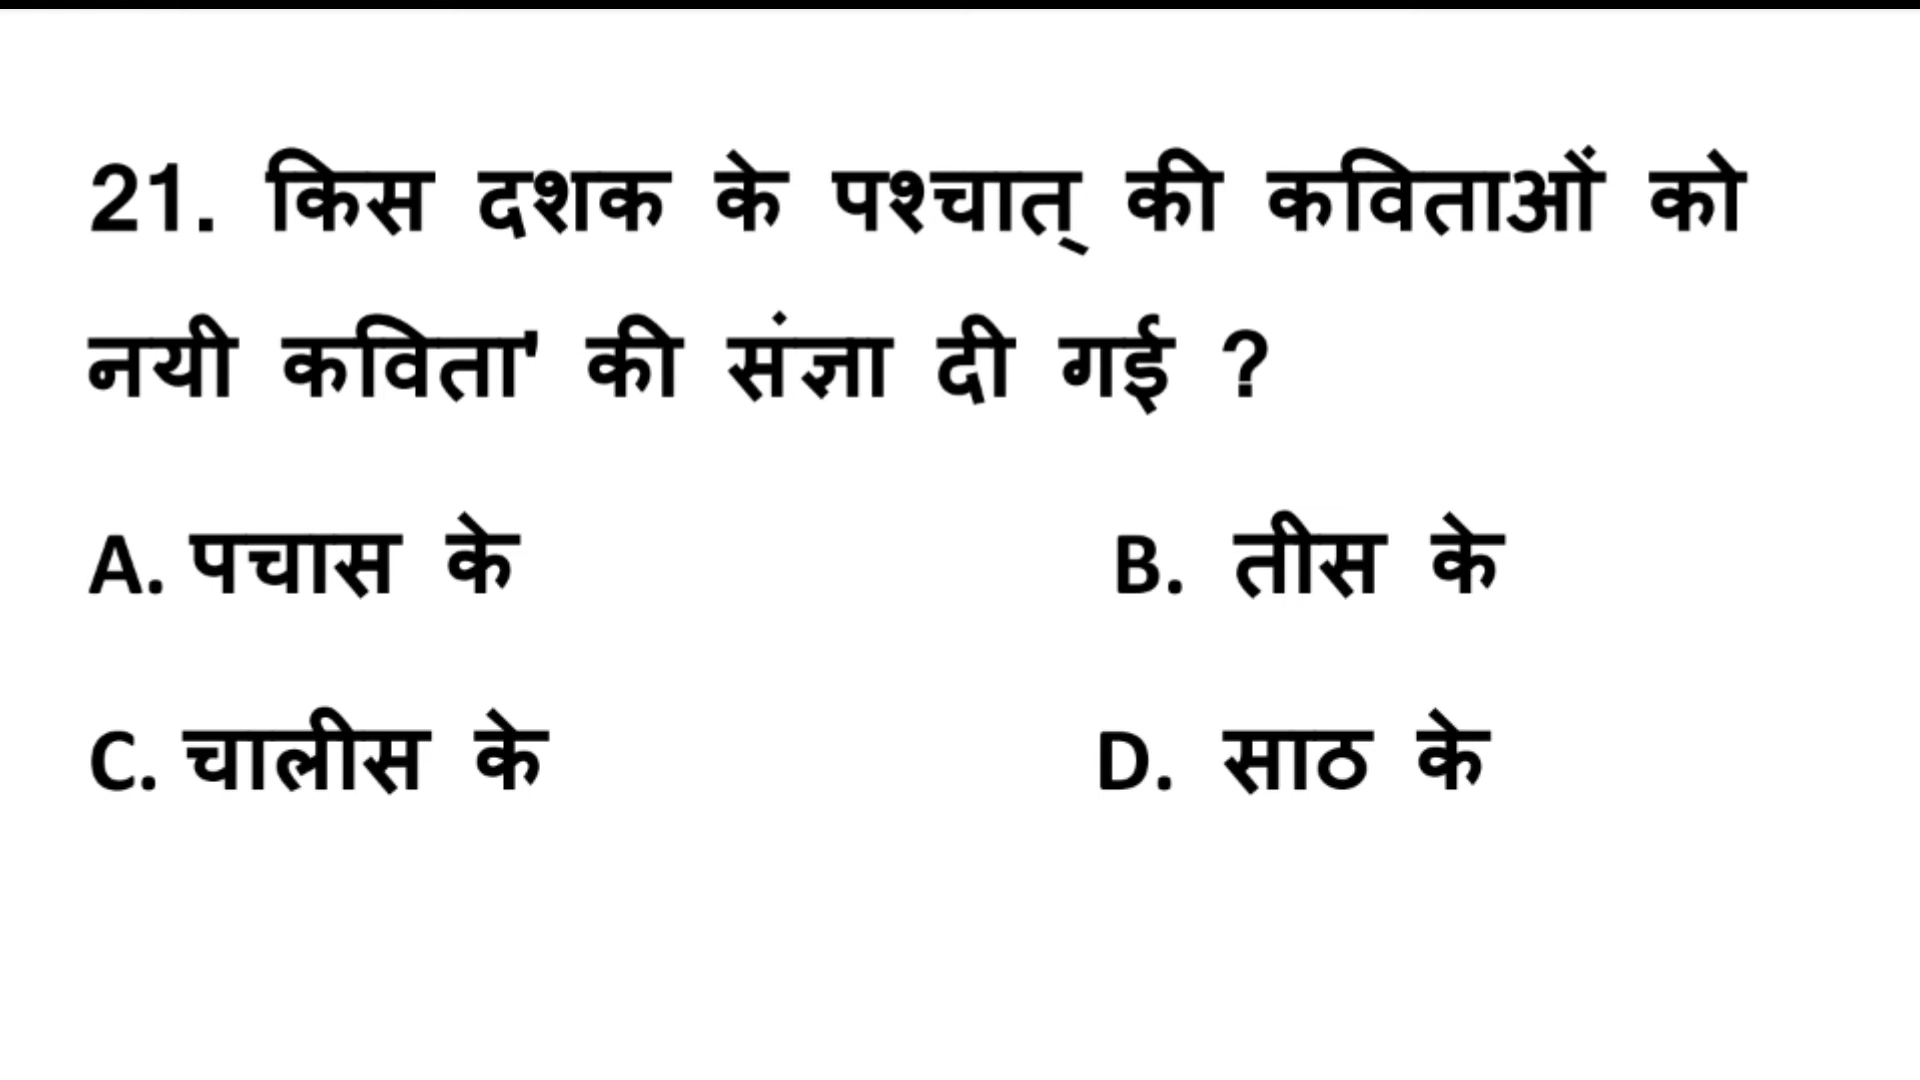 21. किस दशक के पश्चात् की कविताओं को
नयी कविता' की संज्ञा दी गई ?
A. पचास के B. तीस के
C. चालीस के D. साठ के